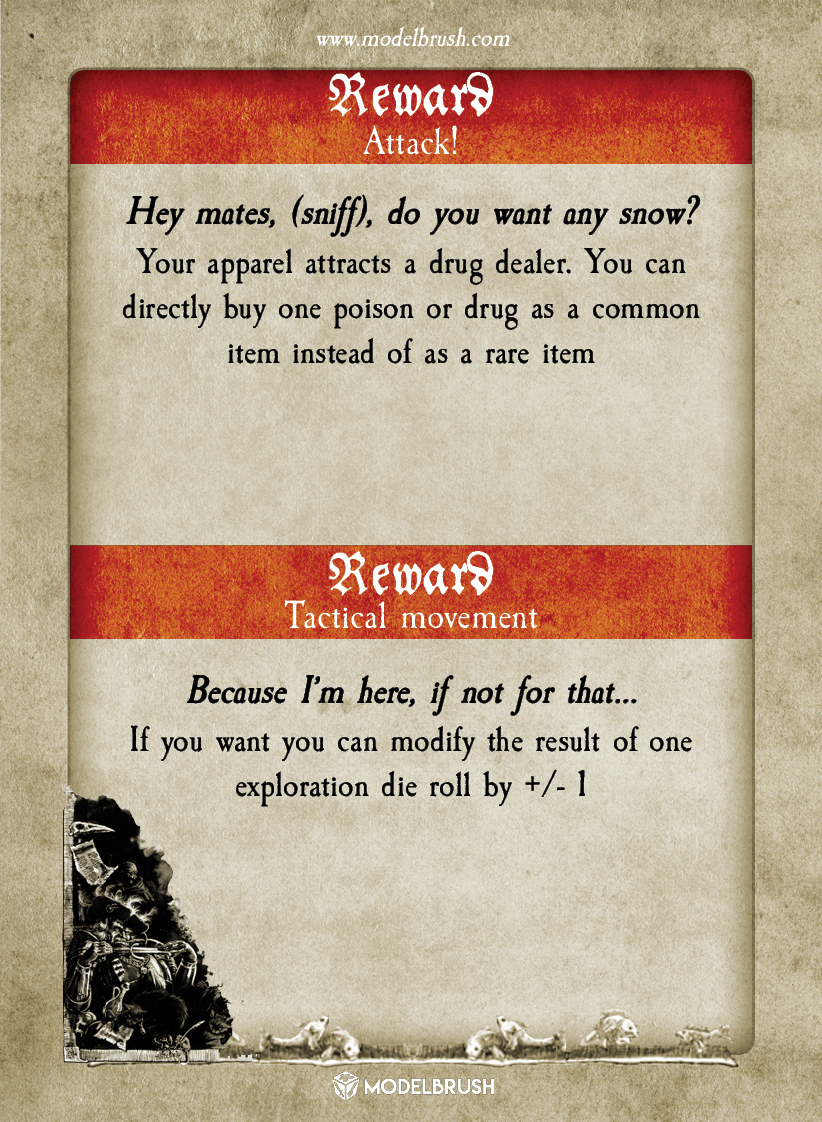 www.modelbrush.com
Reward
Attack!
Hey mates, (sniff), do you want any snow?
Your apparel attracts a drug dealer. You can
directly buy one poison or drug as a common
item instead of as a rare item
Reward
Tactical movement
Because I'm here, if not for that...
If you want you can modify the result of one
exploration die roll by +/- 1
MODELBRUSH